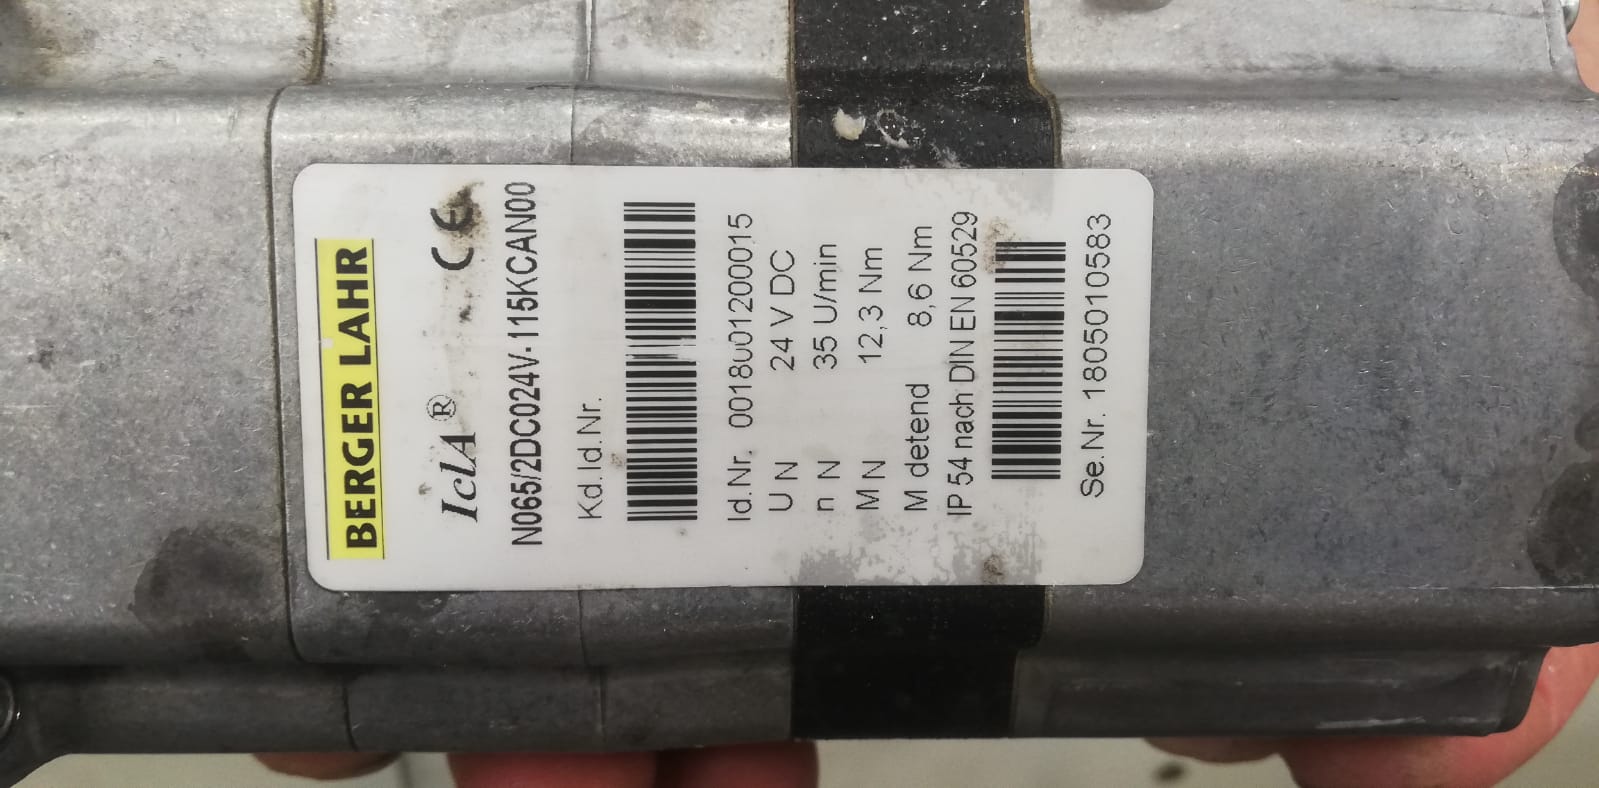 BERGER LAHR
IclA® CE
N065/2DC024V-115KCAN00
Kd.Id.Nr.
Id.Nr. 0018001200015
U N 24 V DC
n N 35 U/min
M N 12,3 Nm
M detend 8,6 Nm
IP 54 nach DIN EN 60529
Se.Nr. 1805010583